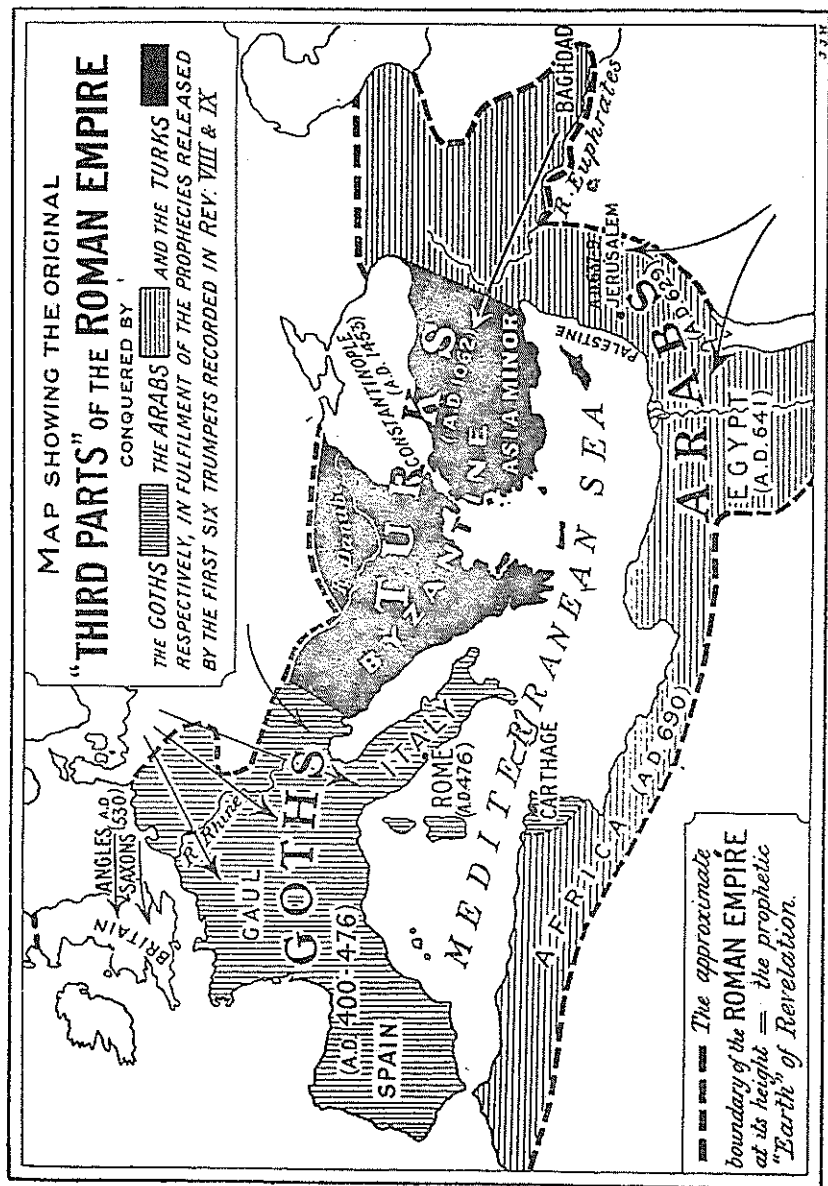 MAP SHOWING THE ORIGINAL
"THIRD PARTS" OF THE ROMAN EMPIRE
CONQUERED BY
THE GOTHS THE ARABS AND THE TURKS
RESPECTIVELY, IN FULFILMENT OF THE PROPHECIES RELEASED
BY THE FIRST SIX TRUMPETS RECORDED IN REV: VIII & IX
BRITAIN
ANGLES A.D.
SAXONS (530)
R. Rhine
GAUL
GOTHS
(A.D. 400-476)
SPAIN
ITALY
ROME
(A.D.476)
CARTHAGE
MEDITERRANEAN SEA
AFRICA (A.D 690)
R. Danube
TURKS
BYZANTINE
CONSTANTINOPLE
(A.D. 1453)
(A.D 1062)
ASIA MINOR
BAGHDAD
R. Euphrates
A.D.637-9
JERUSALEM
PALESTINE
ARABS
(A.D 629)
EGYPT
(A.D. 641)
The approximate
boundary of the ROMAN EMPIRE
at its height = the prophetic
"Earth" of Revelation.
J J H